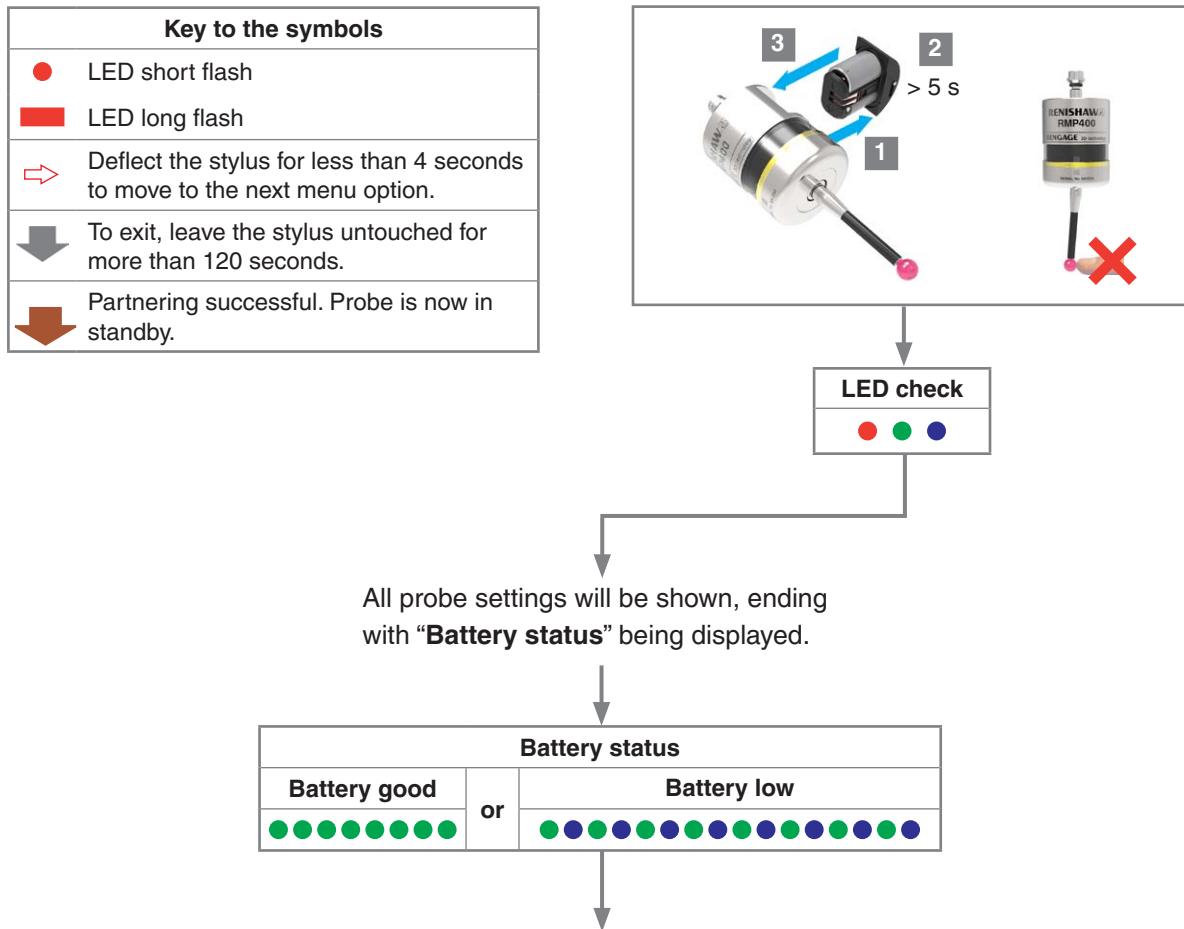 Key to the symbols
LED short flash
LED long flash
Deflect the stylus for less than 4 seconds
to move to the next menu option.
To exit, leave the stylus untouched for
more than 120 seconds.
Partnering successful. Probe is now in
standby.
3
2
> 5 s
1
RENISHAW
RMP400
RENGAGE
LED check
All probe settings will be shown, ending
with “Battery status” being displayed.
Battery status
Battery good
or
Battery low